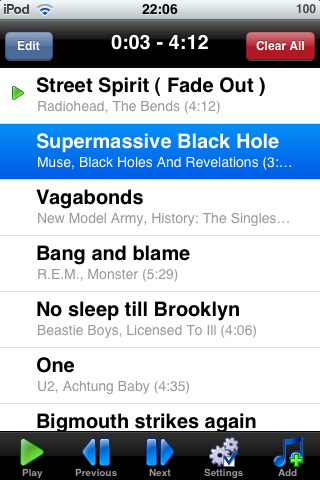 iPod 22:06 100
Edit 0:03 - 4:12 Clear All
Street Spirit ( Fade Out )
Radiohead, The Bends (4:12)
Supermassive Black Hole
Muse, Black Holes And Revelations (3:...
Vagabonds
New Model Army, History: The Singles...
Bang and blame
R.E.M., Monster (5:29)
No sleep till Brooklyn
Beastie Boys, Licensed To Ill (4:06)
One
U2, Achtung Baby (4:35)
Bigmouth strikes again
Play Previous Next Settings Add